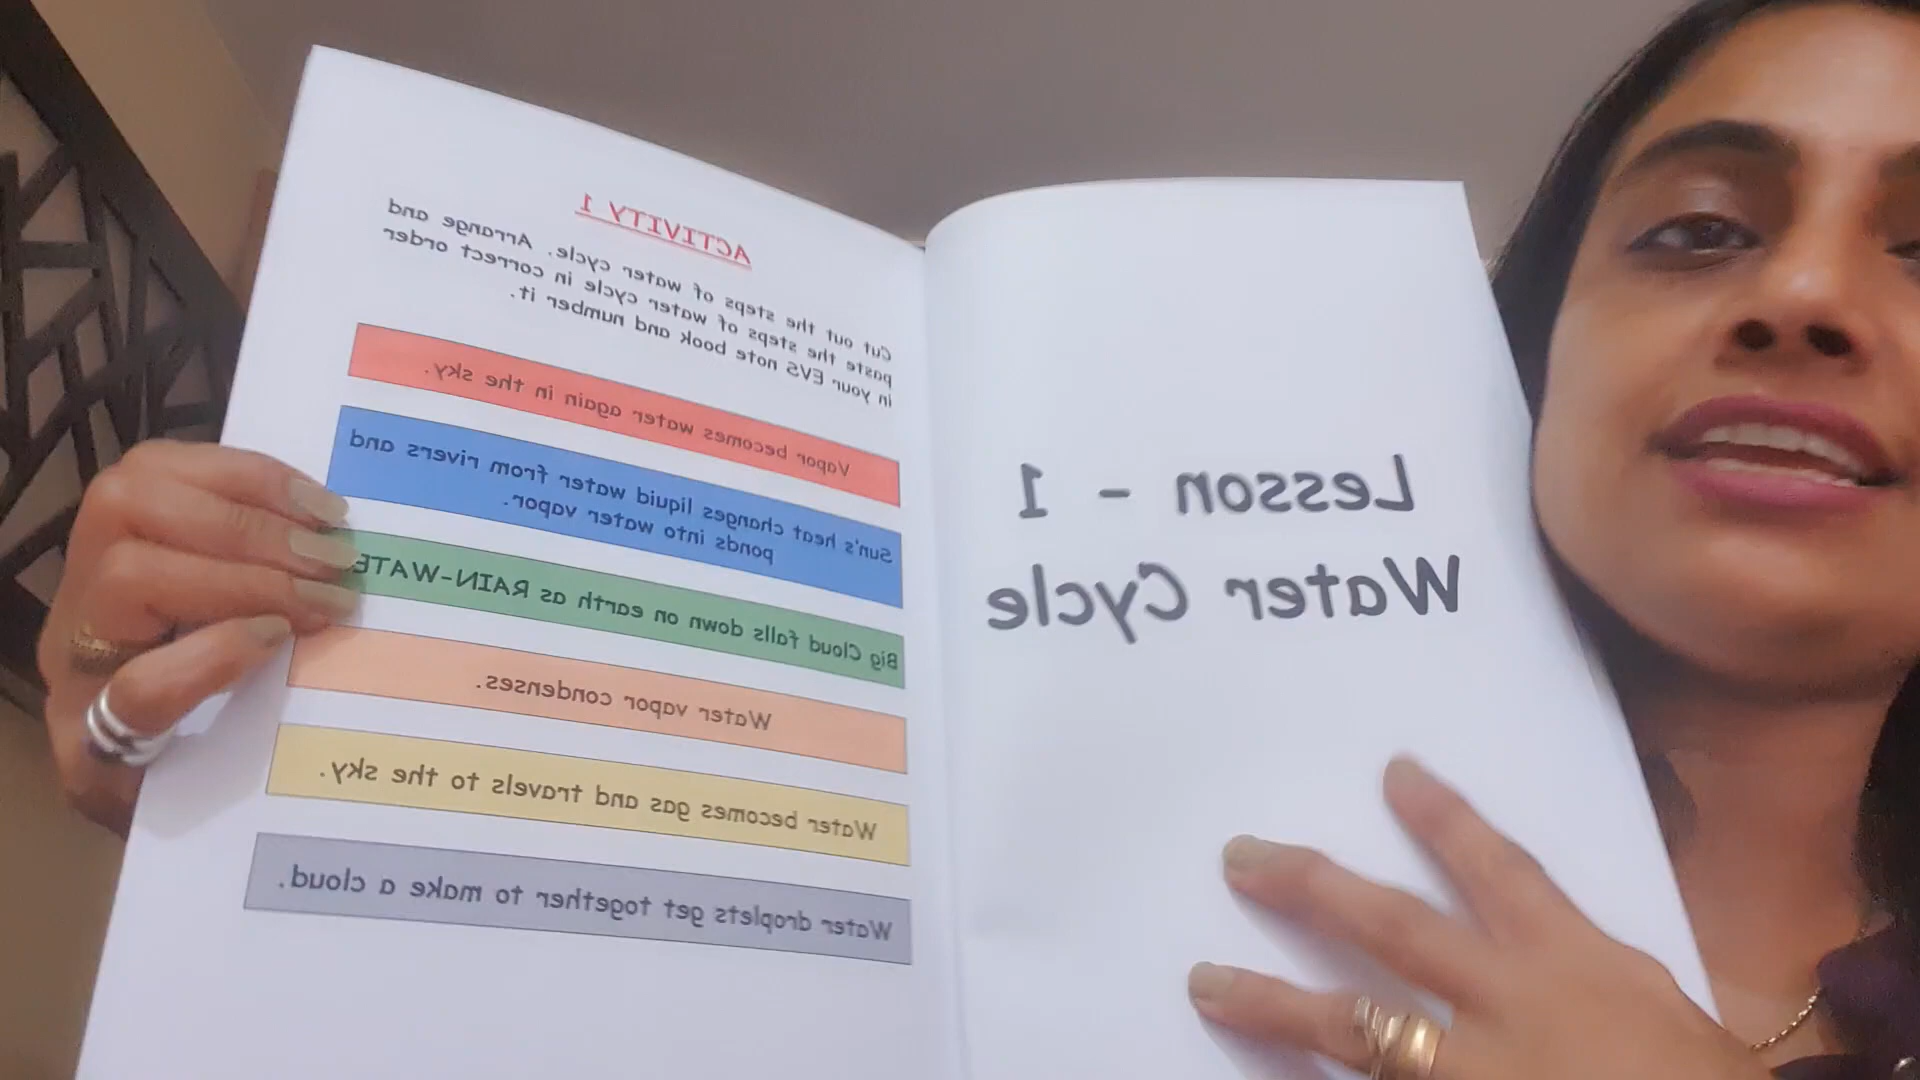 Lesson - 1
Water Cycle
ACTIVITY 1
Cut out the steps of water cycle. Arrange and
paste the steps of water cycle in correct order
in your EVS note book and number it.
Vapor becomes water again in the sky.
Sun's heat changes liquid water from rivers and
ponds into water vapor.
Big Cloud falls down on earth as RAIN-WATE
Water vapor condenses.
Water becomes gas and travels to the sky.
Water droplets get together to make a cloud.